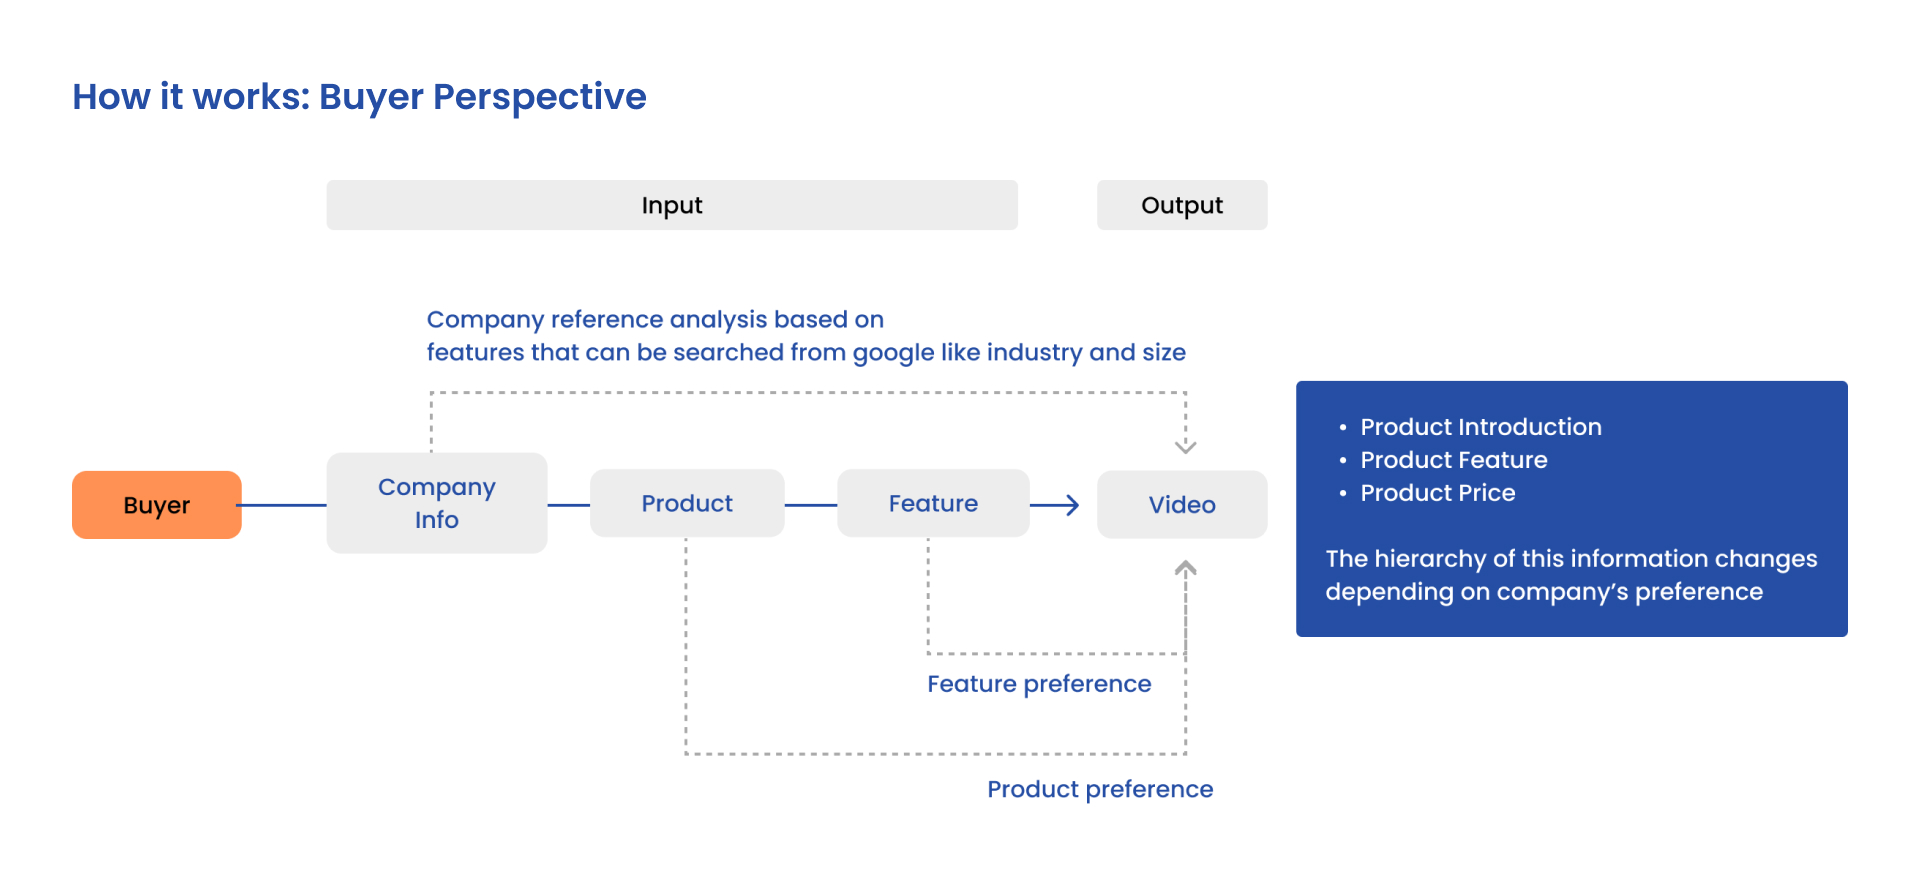 How it works: Buyer Perspective
Input
Output
Company reference analysis based on
features that can be searched from google like industry and size
Buyer
Company
Info
Product
Feature
Video
• Product Introduction
• Product Feature
• Product Price
The hierarchy of this information changes
depending on company’s preference
Feature preference
Product preference